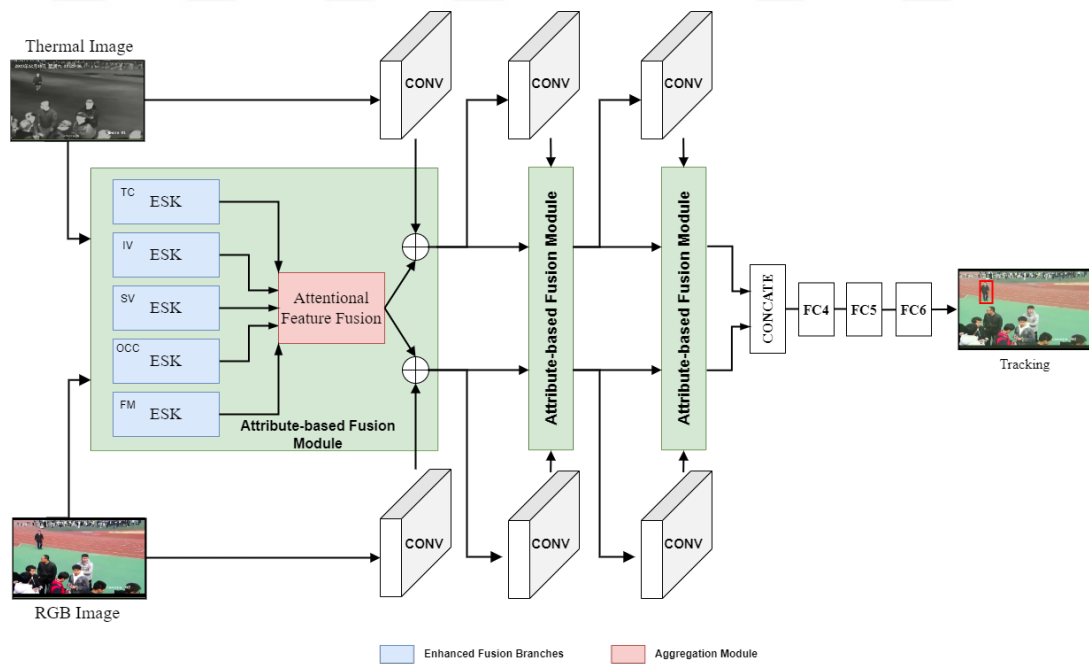 Thermal Image
CONV
CONV
CONV
TC
ESK
IV
ESK
SV
ESK
OCC
ESK
FM
ESK
Attentional
Feature Fusion
Attribute-based Fusion
Module
Attribute-based Fusion Module
Attribute-based Fusion Module
CONCATE
FC4
FC5
FC6
Tracking
CONV
CONV
CONV
RGB Image
Enhanced Fusion Branches
Aggregation Module